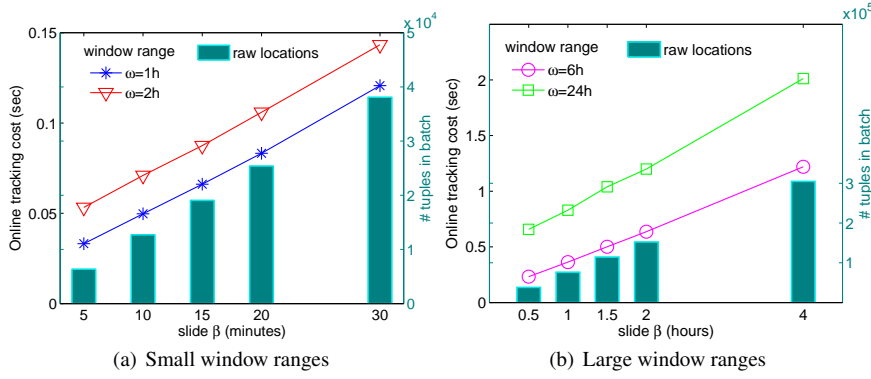 x 10^4
0.15
5
window range
raw locations
ω=1h
ω=2h
4
0.1
3
Online tracking cost (sec)
# tuples in batch
2
0.05
1
0
0
5 10 15 20 30
slide β (minutes)
(a) Small window ranges
x 10^5
window range
raw locations
2
ω=6h
ω=24h
1.5
Online tracking cost (sec)
# tuples in batch
1
3
2
0.5
1
0
0.5 1 1.5 2 4
slide β (hours)
(b) Large window ranges